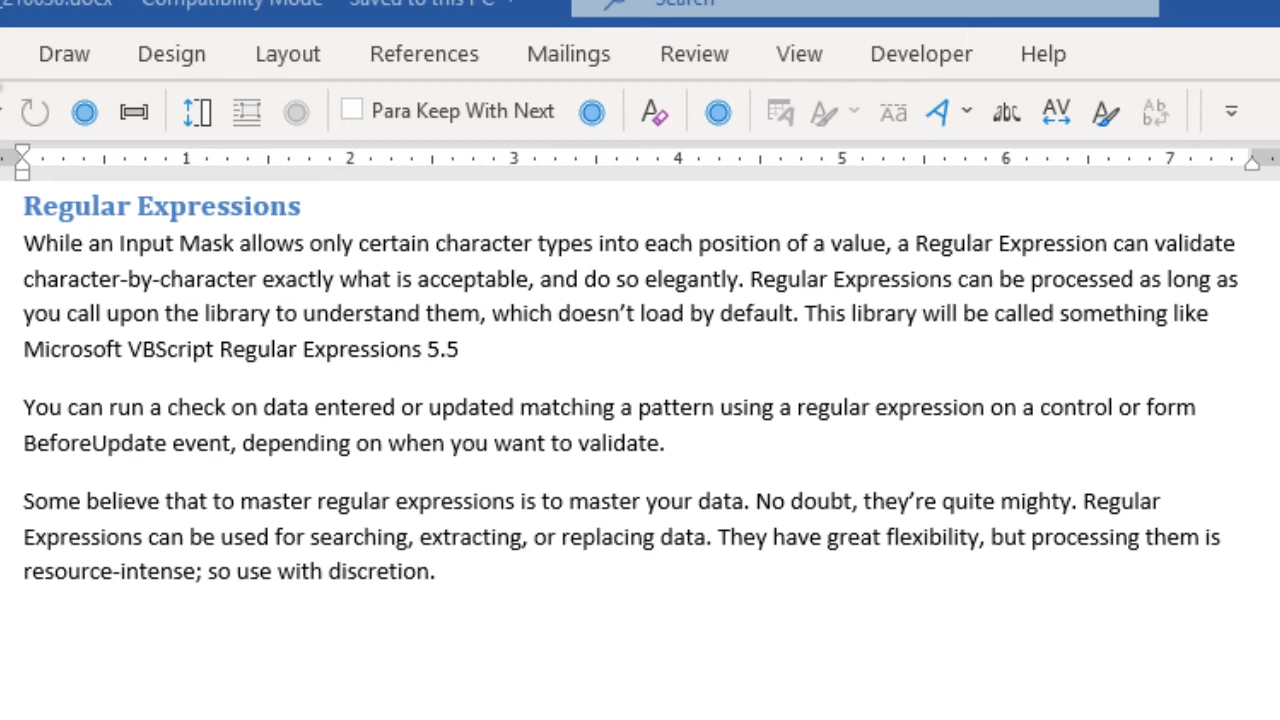 Draw Design Layout References Mailings Review View Developer Help
Para Keep With Next
1 2 3 4 5 6 7
Regular Expressions
While an Input Mask allows only certain character types into each position of a value, a Regular Expression can validate
character-by-character exactly what is acceptable, and do so elegantly. Regular Expressions can be processed as long as
you call upon the library to understand them, which doesn’t load by default. This library will be called something like
Microsoft VBScript Regular Expressions 5.5
You can run a check on data entered or updated matching a pattern using a regular expression on a control or form
BeforeUpdate event, depending on when you want to validate.
Some believe that to master regular expressions is to master your data. No doubt, they’re quite mighty. Regular
Expressions can be used for searching, extracting, or replacing data. They have great flexibility, but processing them is
resource-intense; so use with discretion.